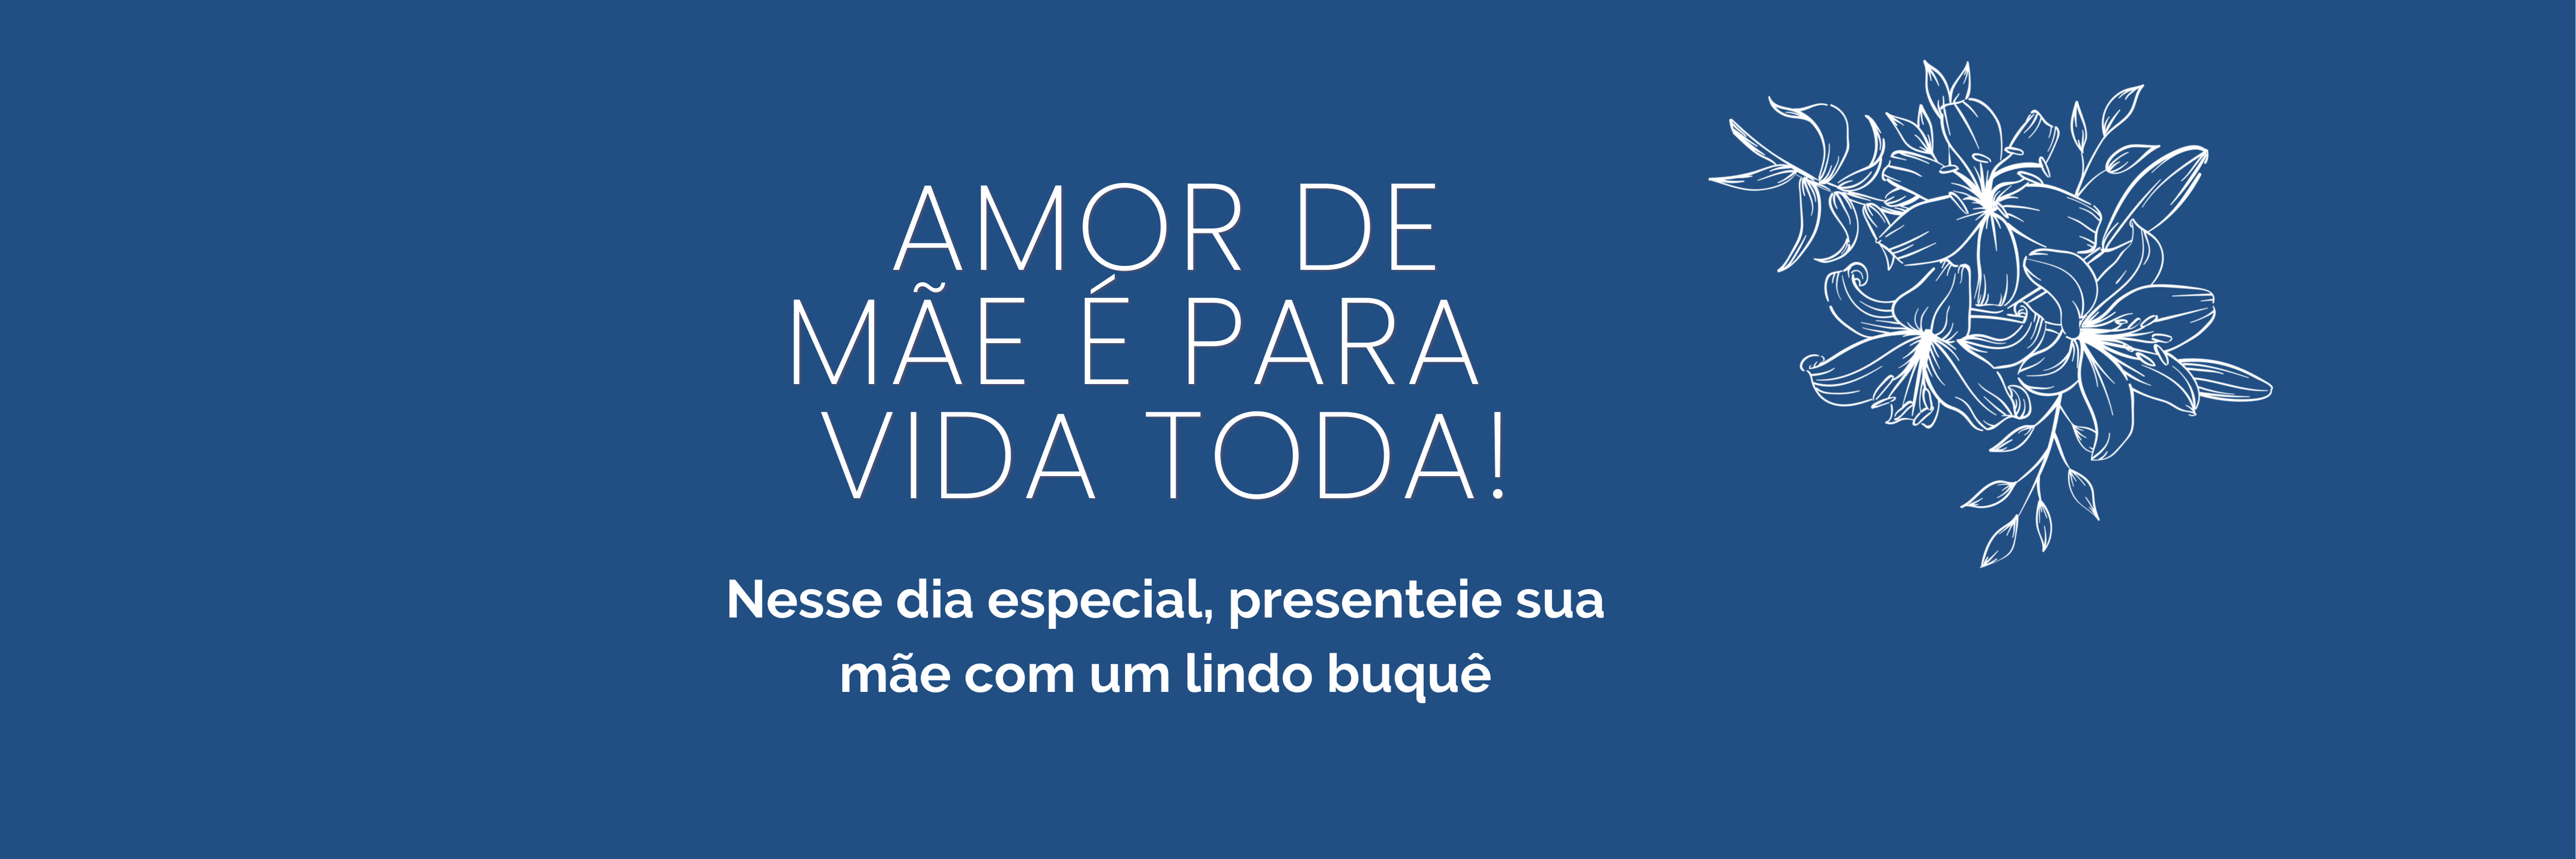 AMOR DE
MÃE É PARA
VIDA TODA!
Nesse dia especial, presenteie sua
mãe com um lindo buquê